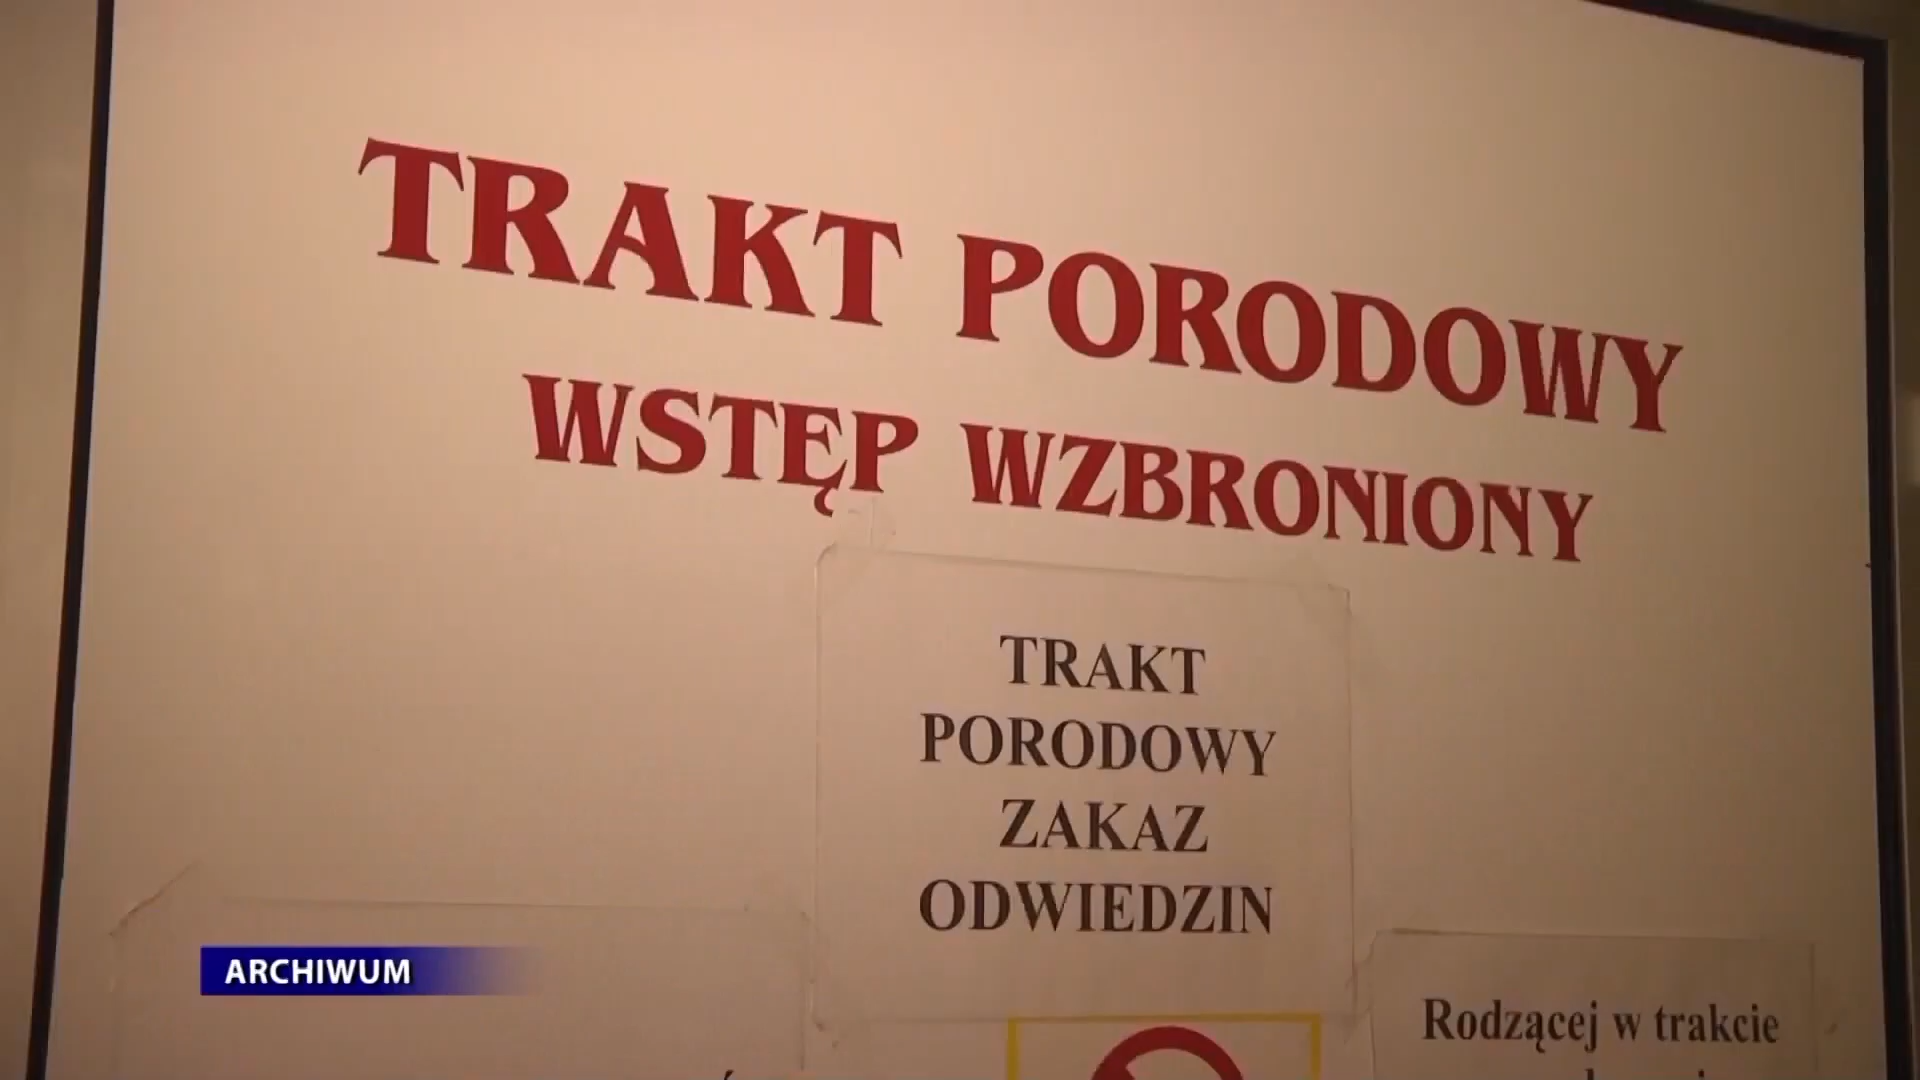 TRAKT PORODOWY
WSTĘP WZBRONIONY
TRAKT
PORODOWY
ZAKAZ
ODWIEDZIN
ARCHIWUM
Rodzącej w trakcie